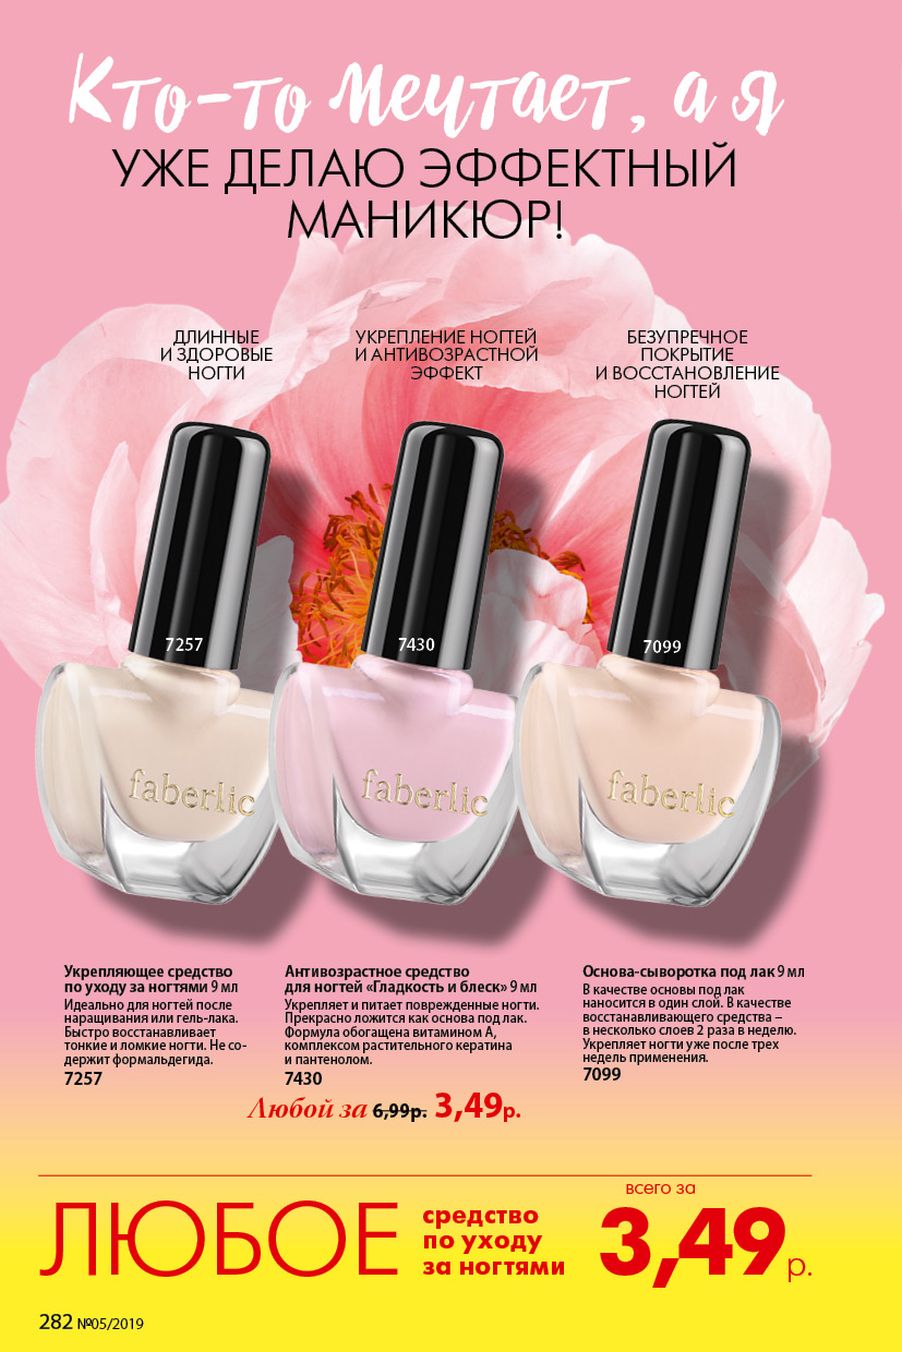 Кто-то мечтает, а я
УЖЕ ДЕЛАЮ ЭФФЕКТНЫЙ
МАНИКЮР!
ДЛИННЫЕ
И ЗДОРОВЫЕ
НОГТИ
УКРЕПЛЕНИЕ НОГТЕЙ
И АНТИВОЗРАСТНОЙ
ЭФФЕКТ
БЕЗУПРЕЧНОЕ
ПОКРЫТИЕ
И ВОССТАНОВЛЕНИЕ
НОГТЕЙ
7257
7430
7099
faberlic
faberlic
faberlic
Укрепляющее средство
по уходу за ногтями 9 мл
Идеально для ногтей после
наращивания или гель-лака.
Быстро восстанавливает
тонкие и ломкие ногти. Не со-
держит формальдегида.
7257
Антивозрастное средство
для ногтей «Гладкость и блеск» 9 мл
Укрепляет и питает поврежденные ногти.
Прекрасно ложится как основа под лак.
Формула обогащена витамином А,
комплексом растительного кератина
и пантенолом.
7430
Основа-сыворотка под лак 9 мл
В качестве основы под лак
наносится в один слой. В качестве
восстанавливающего средства –
в несколько слоев 2 раза в неделю.
Укрепляет ногти уже после трех
недель применения.
7099
Любой за 6,99р. 3,49р.
ЛЮБОЕ
средство
по уходу
за ногтями
всего за
3,49р.
282 №05/2019